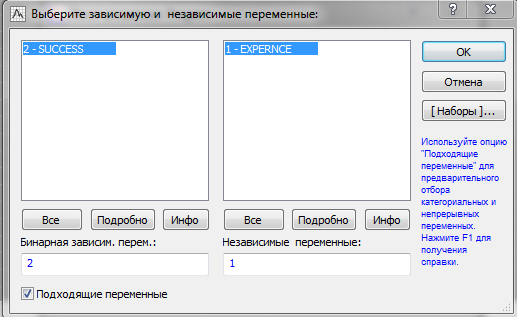 Выберите зависимую и независимые переменные:
2 - SUCCESS
1 - EXPERNCE
OK
Отмена
[ Наборы ]...
Используйте опцию
"Подходящие
переменные" для
предварительного
отбора
категориальных и
непрерывных
переменных.
Нажмите F1 для
получения
справки.
Все Подробно Инфо
Все Подробно Инфо
Бинарная зависим. перем.:
Независимые переменные:
2
1
Подходящие переменные